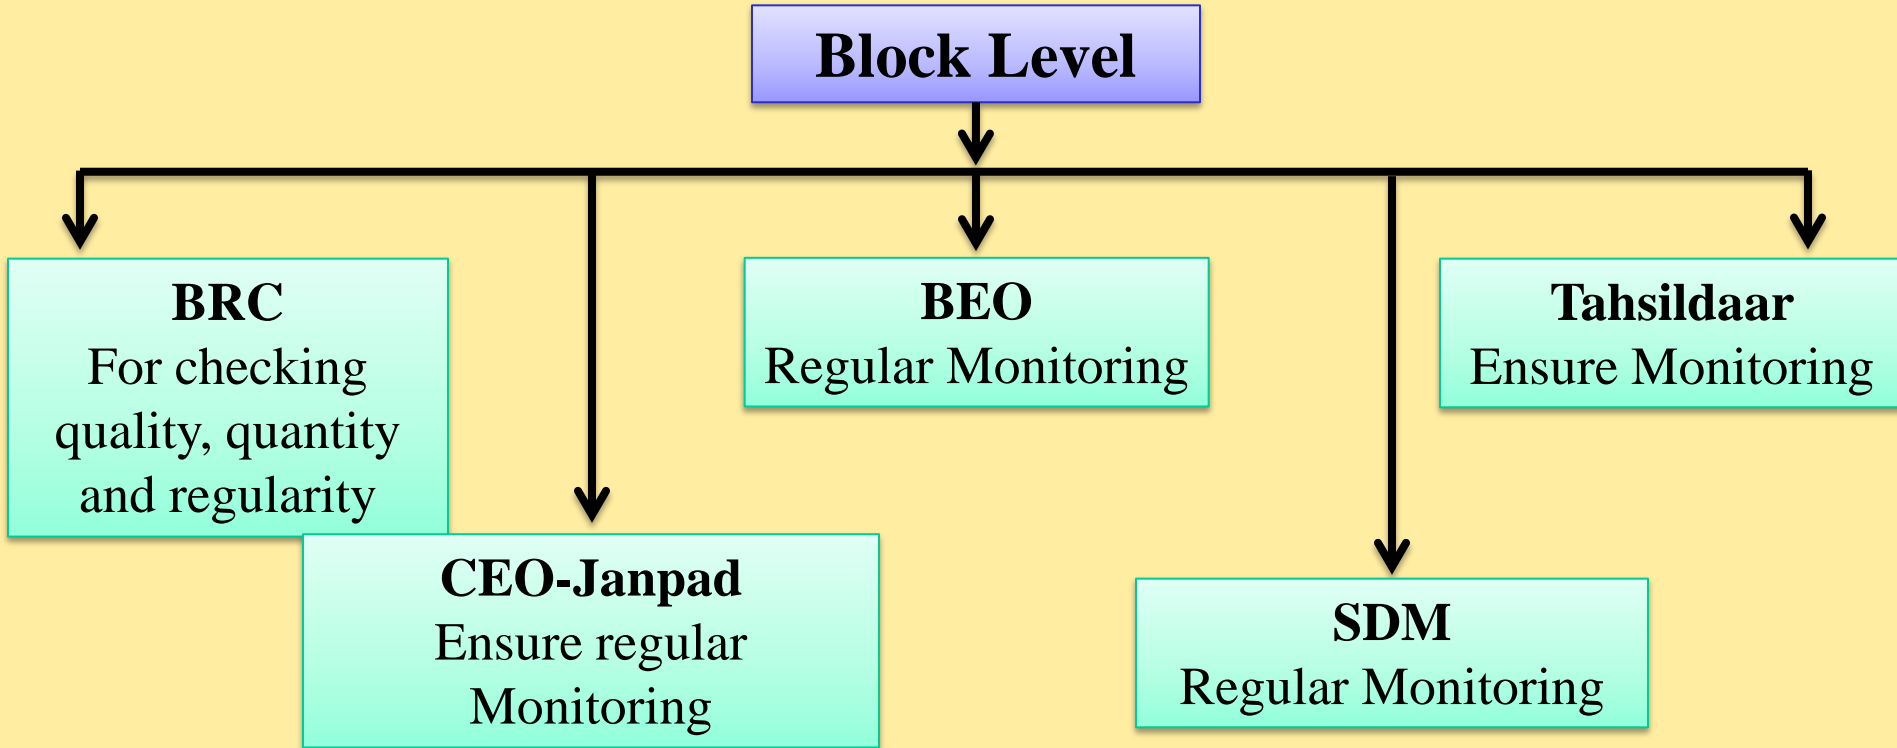 Block Level
BRC
For checking
quality, quantity
and regularity
CEO-Janpad
Ensure regular
Monitoring
BEO
Regular Monitoring
SDM
Regular Monitoring
Tahsildaar
Ensure Monitoring